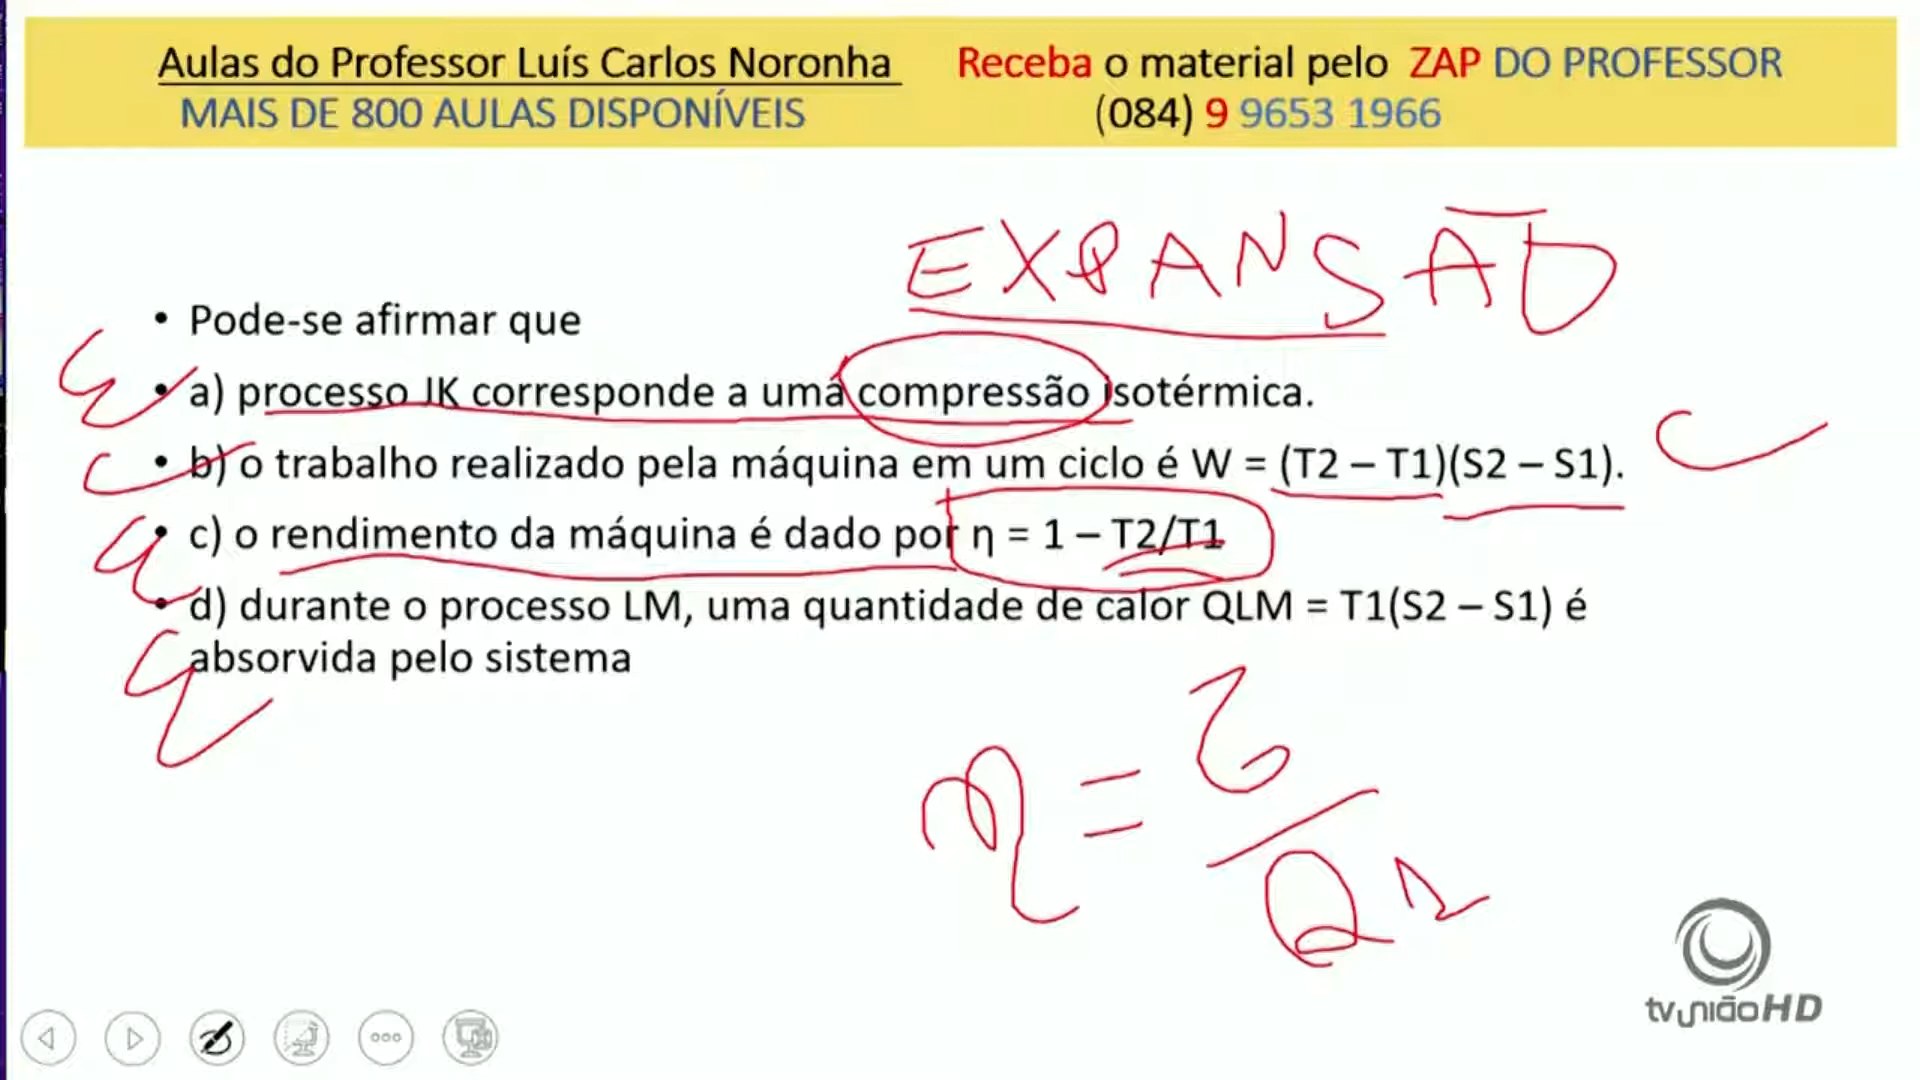 Aulas do Professor Luís Carlos Noronha Receba o material pelo ZAP DO PROFESSOR
MAIS DE 800 AULAS DISPONÍVEIS (084) 9 9653 1966
EXPANSÃO
• Pode-se afirmar que
• a) processo JK corresponde a uma compressão isotérmica.
• b) o trabalho realizado pela máquina em um ciclo é W = (T2 – T1)(S2 – S1).
• c) o rendimento da máquina é dado por η = 1 – T2/T1
• d) durante o processo LM, uma quantidade de calor QLM = T1(S2 – S1) é
absorvida pelo sistema
η =
tvuniãoHD